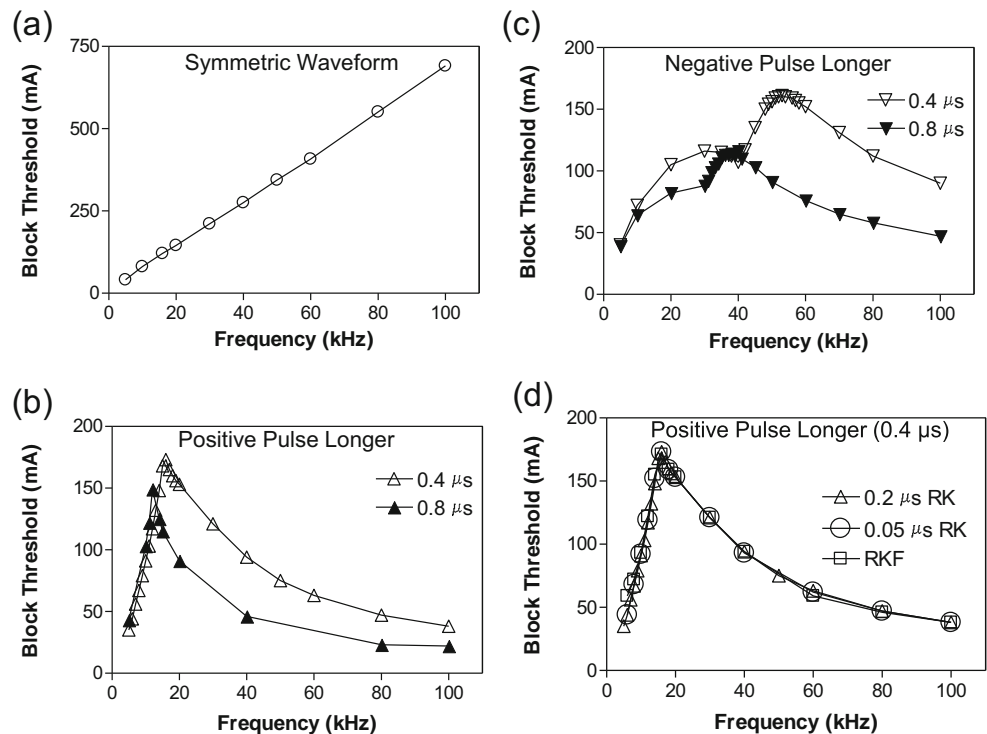 (a)
Symmetric Waveform
Block Threshold (mA)
750
500
250
0
0 20 40 60 80 100
Frequency (kHz)
(c)
Negative Pulse Longer
0.4 μs
0.8 μs
Block Threshold (mA)
200
150
100
50
0
0 20 40 60 80 100
Frequency (kHz)
(b)
Positive Pulse Longer
0.4 μs
0.8 μs
Block Threshold (mA)
200
150
100
50
0
0 20 40 60 80 100
Frequency (kHz)
(d)
Positive Pulse Longer (0.4 μs)
0.2 μs RK
0.05 μs RK
RKF
Block Threshold (mA)
200
150
100
50
0
0 20 40 60 80 100
Frequency (kHz)